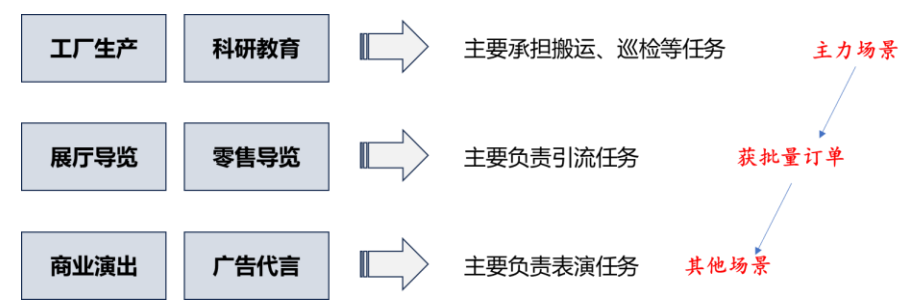 工厂生产 科研教育 主要承担搬运、巡检等任务 主力场景
展厅导览 零售导览 主要负责引流任务 获批量订单
商业演出 广告代言 主要负责表演任务 其他场景